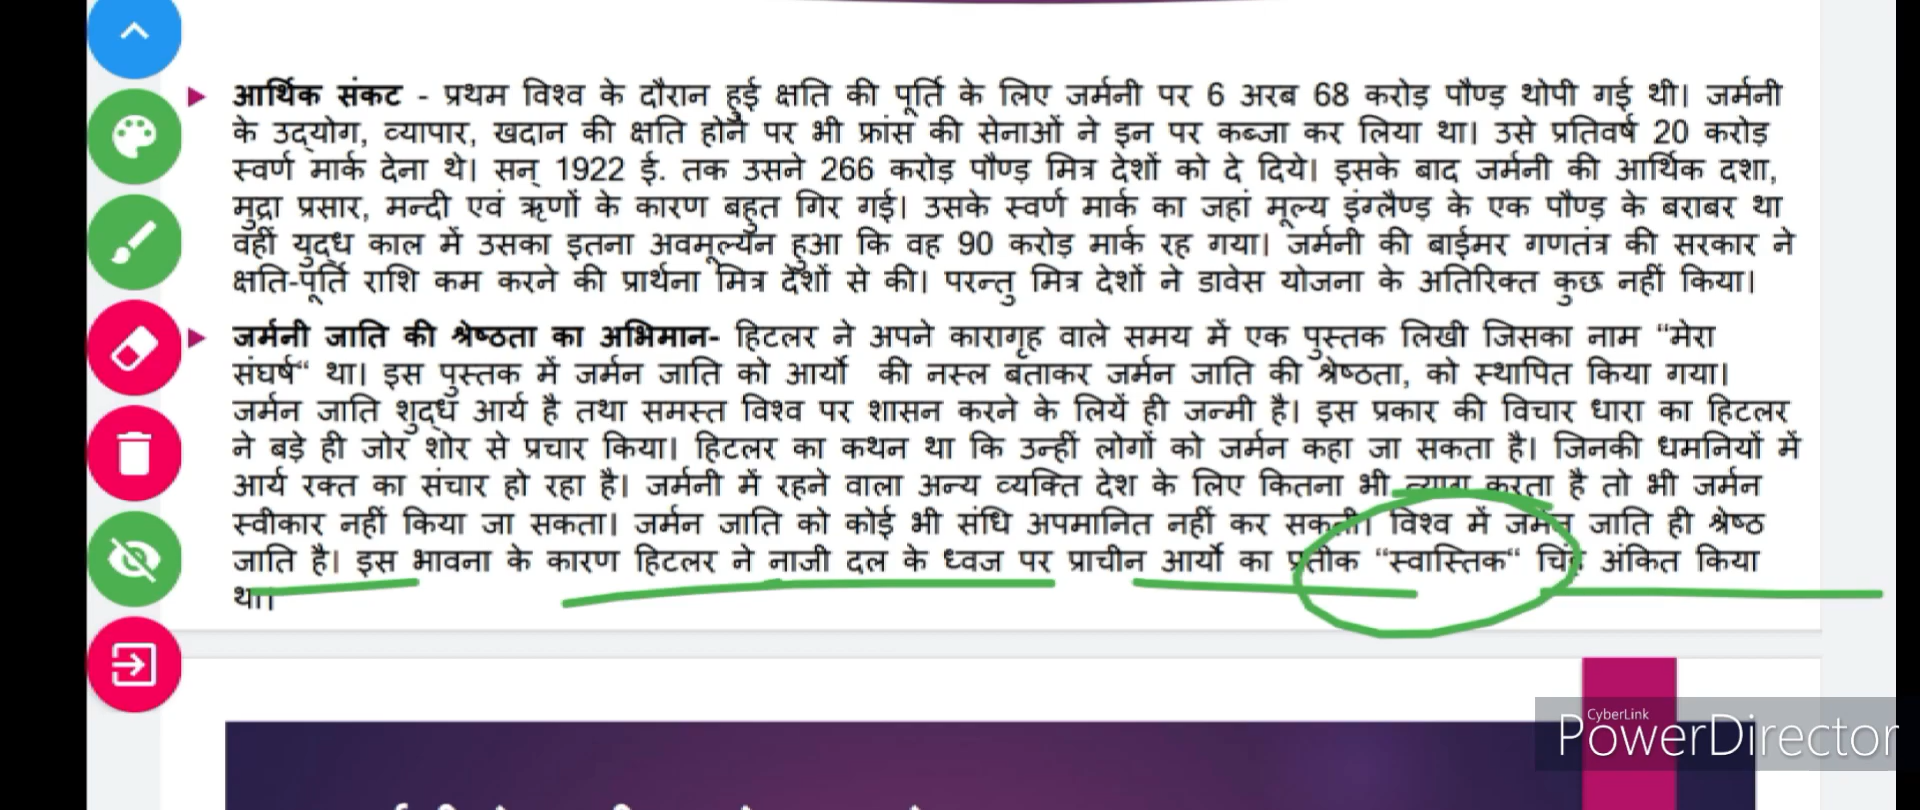 आर्थिक संकट - प्रथम विश्व के दौरान हुई क्षति की पूर्ति के लिए जर्मनी पर 6 अरब 68 करोड़ पौण्ड थोपी गई थी। जर्मनी
के उद्योग, व्यापार, खदान की क्षति होने पर भी फ्रांस की सेनाओं ने इन पर कब्जा कर लिया था। उसे प्रतिवर्ष 20 करोड़
स्वर्ण मार्क देना थे। सन् 1922 ई. तक उसने 266 करोड़ पौण्ड मित्र देशों को दे दिये। इसके बाद जर्मनी की आर्थिक दशा,
मुद्रा प्रसार, मन्दी एवं ऋणों के कारण बहुत गिर गई। उसके स्वर्ण मार्क का जहां मूल्य इंग्लैण्ड के एक पौण्ड के बराबर था
वहीं युद्ध काल में उसका इतना अवमूल्यन हुआ कि वह 90 करोड़ मार्क रह गया। जर्मनी की बाईमर गणतंत्र की सरकार ने
क्षति-पूर्ति राशि कम करने की प्रार्थना मित्र देशों से की। परन्तु मित्र देशों ने डावेस योजना के अतिरिक्त कुछ नहीं किया।
जर्मनी जाति की श्रेष्ठता का अभिमान- हिटलर ने अपने कारागृह वाले समय में एक पुस्तक लिखी जिसका नाम “मेरा
संघर्ष“ था। इस पुस्तक में जर्मन जाति को आर्यो की नस्ल बताकर जर्मन जाति की श्रेष्ठता, को स्थापित किया गया।
जर्मन जाति शुद्ध आर्य है तथा समस्त विश्व पर शासन करने के लियें ही जन्मी है। इस प्रकार की विचार धारा का हिटलर
ने बड़े ही जोर शोर से प्रचार किया। हिटलर का कथन था कि उन्हीं लोगों को जर्मन कहा जा सकता है। जिनकी धमनियों में
आर्य रक्त का संचार हो रहा है। जर्मनी में रहने वाला अन्य व्यक्ति देश के लिए कितना भी त्याग करता है तो भी जर्मन
स्वीकार नहीं किया जा सकता। जर्मन जाति को कोई भी संधि अपमानित नहीं कर सकती। विश्व में जर्मन जाति ही श्रेष्ठ
जाति है। इस भावना के कारण हिटलर ने नाजी दल के ध्वज पर प्राचीन आर्यो का प्रतीक “स्वास्तिक“ चिंह अंकित किया
था।
CyberLink
PowerDirector